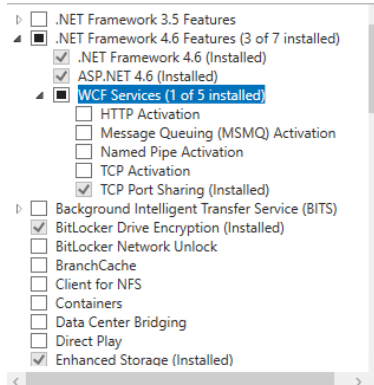 .NET Framework 3.5 Features
.NET Framework 4.6 Features (3 of 7 installed)
.NET Framework 4.6 (Installed)
ASP.NET 4.6 (Installed)
WCF Services (1 of 5 installed)
HTTP Activation
Message Queuing (MSMQ) Activation
Named Pipe Activation
TCP Activation
TCP Port Sharing (Installed)
Background Intelligent Transfer Service (BITS)
BitLocker Drive Encryption (Installed)
BitLocker Network Unlock
BranchCache
Client for NFS
Containers
Data Center Bridging
Direct Play
Enhanced Storage (Installed)